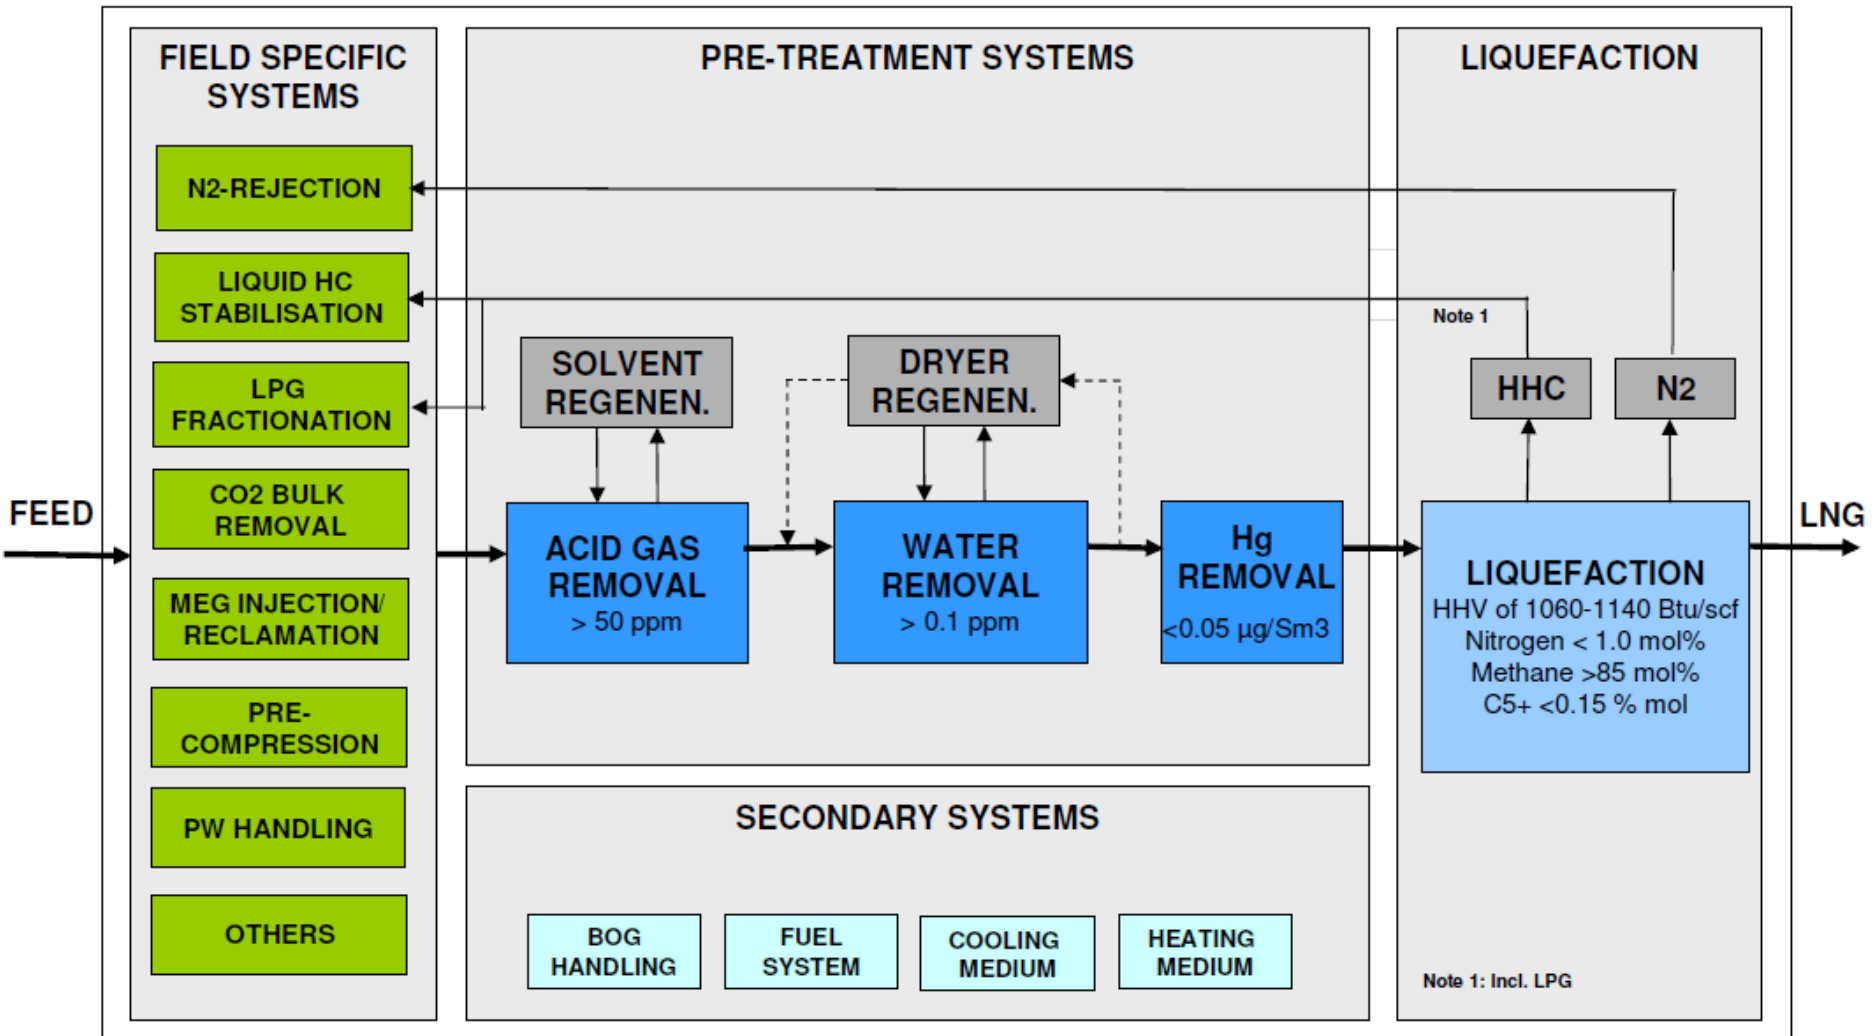 FIELD SPECIFIC
SYSTEMS
N2-REJECTION
LIQUID HC
STABILISATION
LPG
FRACTIONATION
CO2 BULK
REMOVAL
MEG INJECTION/
RECLAMATION
PRE-
COMPRESSION
PW HANDLING
OTHERS
FEED
PRE-TREATMENT SYSTEMS
SOLVENT
REGENEN.
DRYER
REGENEN.
ACID GAS
REMOVAL
> 50 ppm
WATER
REMOVAL
> 0.1 ppm
Hg
REMOVAL
<0.05 µg/Sm3
SECONDARY SYSTEMS
BOG
HANDLING
FUEL
SYSTEM
COOLING
MEDIUM
HEATING
MEDIUM
LIQUEFACTION
Note 1
HHC
N2
LIQUEFACTION
HHV of 1060-1140 Btu/scf
Nitrogen < 1.0 mol%
Methane >85 mol%
C5+ <0.15 % mol
Note 1: Incl. LPG
LNG